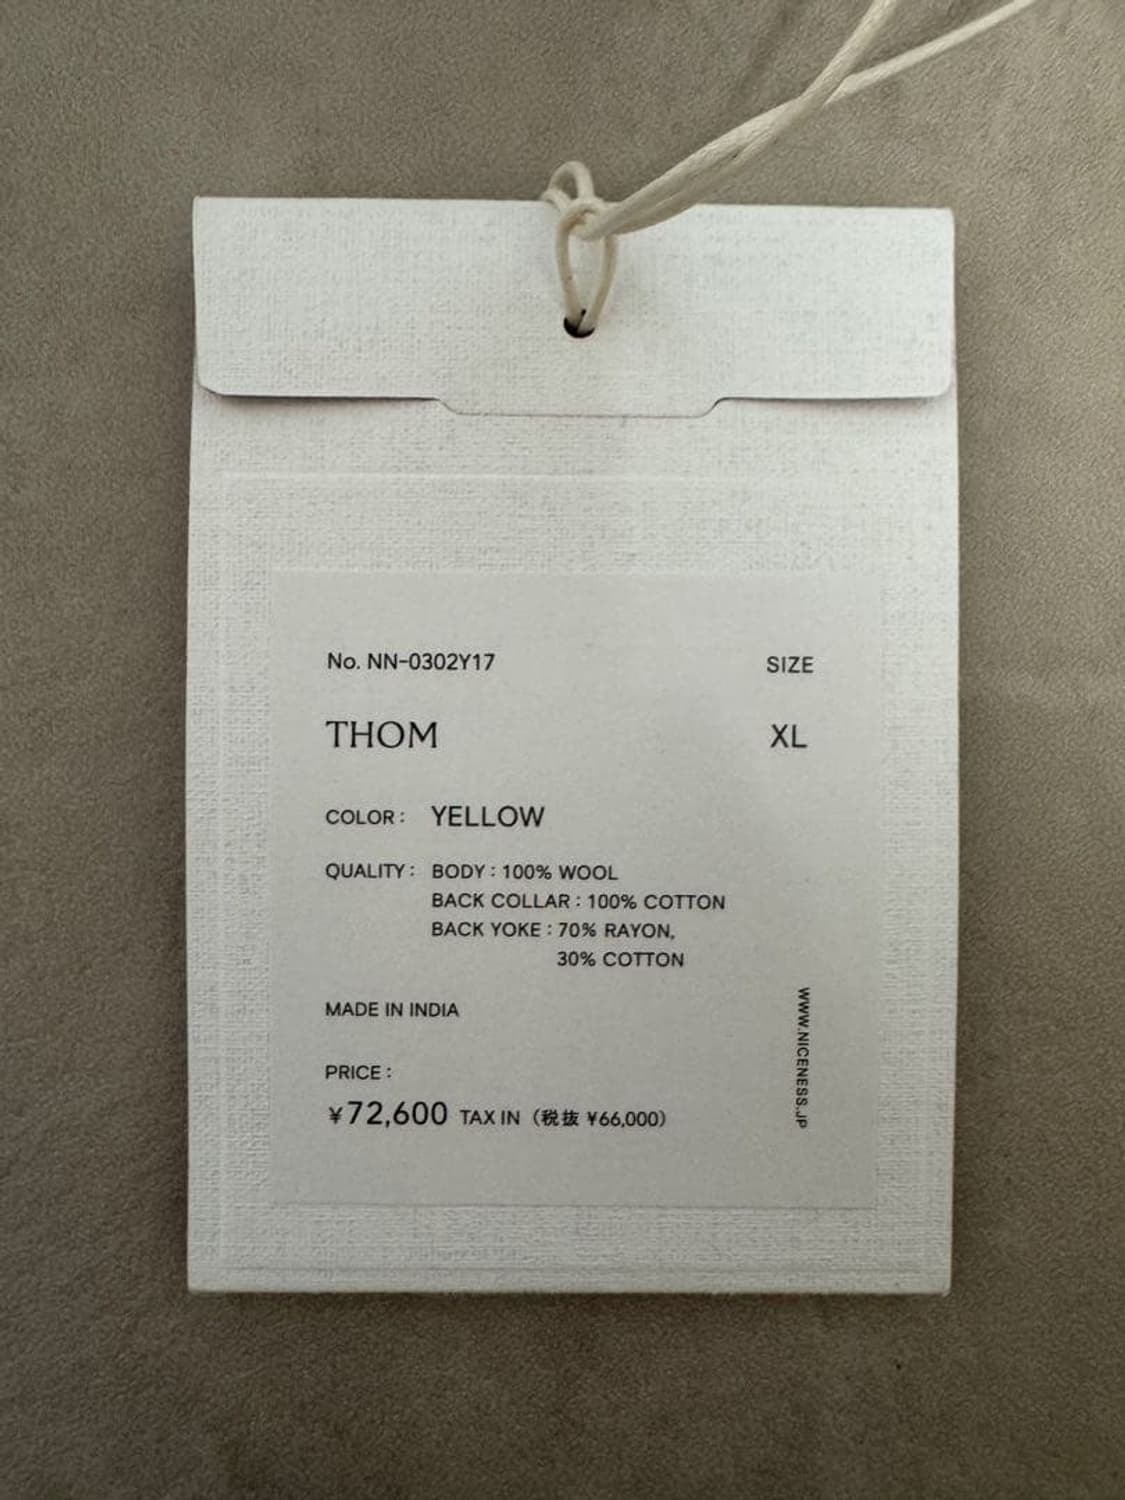 No. NN-0302Y17
SIZE
THOM
XL
COLOR : YELLOW
QUALITY : BODY : 100% WOOL
BACK COLLAR : 100% COTTON
BACK YOKE : 70% RAYON,
30% COTTON
MADE IN INDIA
PRICE :
¥72,600 TAX IN（税抜 ¥66,000）
WWW.NICENESS.JP